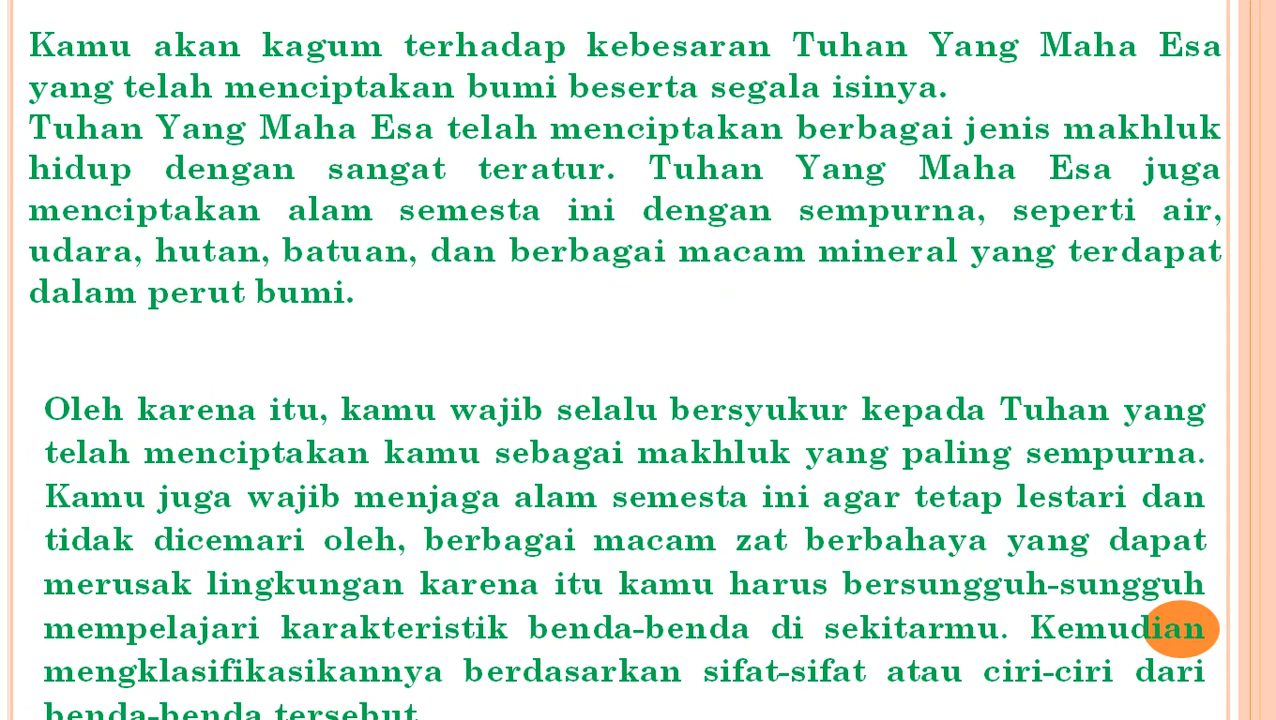 Kamu akan kagum terhadap kebesaran Tuhan Yang Maha Esa
yang telah menciptakan bumi beserta segala isinya.
Tuhan Yang Maha Esa telah menciptakan berbagai jenis makhluk
hidup dengan sangat teratur. Tuhan Yang Maha Esa juga
menciptakan alam semesta ini dengan sempurna, seperti air,
udara, hutan, batuan, dan berbagai macam mineral yang terdapat
dalam perut bumi.
Oleh karena itu, kamu wajib selalu bersyukur kepada Tuhan yang
telah menciptakan kamu sebagai makhluk yang paling sempurna.
Kamu juga wajib menjaga alam semesta ini agar tetap lestari dan
tidak dicemari oleh, berbagai macam zat berbahaya yang dapat
merusak lingkungan karena itu kamu harus bersungguh-sungguh
mempelajari karakteristik benda-benda di sekitarmu. Kemudian
mengklasifikasikannya berdasarkan sifat-sifat atau ciri-ciri dari
benda-benda tersebut